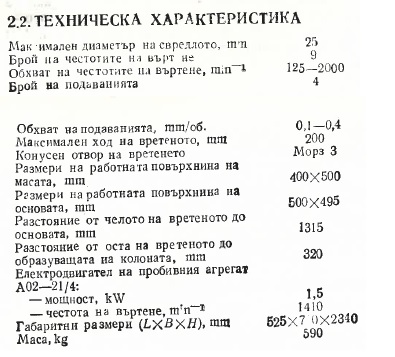 2.2. ТЕХНИЧЕСКА ХАРАКТЕРИСТИКА
Максимален диаметър на свредлото, mm 25
Брой на честотите на въртене 9
Обхват на честотите на въртене, min—1 125—2000
Брой на подаванията 4
Обхват на подаванията, mm/об. 0,1—0,4
Максимален ход на вретеното, mm 200
Конусен отвор на вретенето Морз 3
Размери на работната повърхнина на
масата, mm 400×500
Размери на работната повърхнина на
основата, mm 500×495
Разстояние от челото на вретеното до
основата, mm 1315
Разстояние от оста на вретеното до
образуващата на колоната, mm 320
Електродвигател на пробивния агрегат
А02—21/4:
— мощност, kW 1,5
— честота на въртене, min—1 1410
Габаритни размери (L×B×H), mm 525×7 0×2340
Маса, kg 590